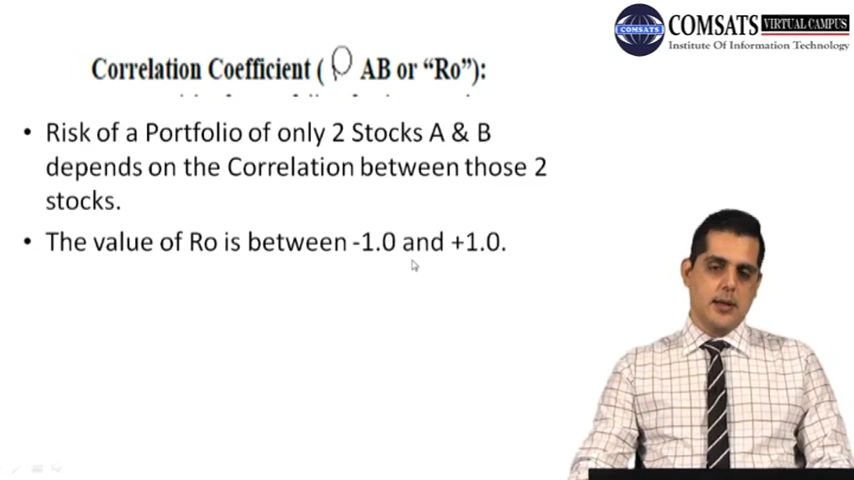 COMSATS VIRTUAL CAMPUS
Institute Of Information Technology
Correlation Coefficient ( ρ AB or “Ro”):
• Risk of a Portfolio of only 2 Stocks A & B
depends on the Correlation between those 2
stocks.
• The value of Ro is between -1.0 and +1.0.